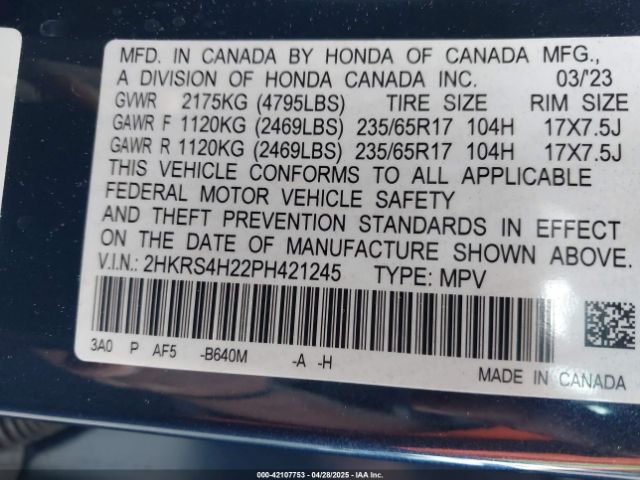 MFD. IN CANADA BY HONDA OF CANADA MFG.,
A DIVISION OF HONDA CANADA INC. 03/'23
GVWR 2175KG (4795LBS) TIRE SIZE RIM SIZE
GAWR F 1120KG (2469LBS) 235/65R17 104H 17X7.5J
GAWR R 1120KG (2469LBS) 235/65R17 104H 17X7.5J
THIS VEHICLE CONFORMS TO ALL APPLICABLE
FEDERAL MOTOR VEHICLE SAFETY
AND THEFT PREVENTION STANDARDS IN EFFECT
ON THE DATE OF MANUFACTURE SHOWN ABOVE.
V.I.N.: 2HKRS4H22PH421245 TYPE: MPV
3A0 P AF5 -B640M -A -H
MADE IN CANADA
000-42107753 - 04/28/2025 - IAAI, Inc.